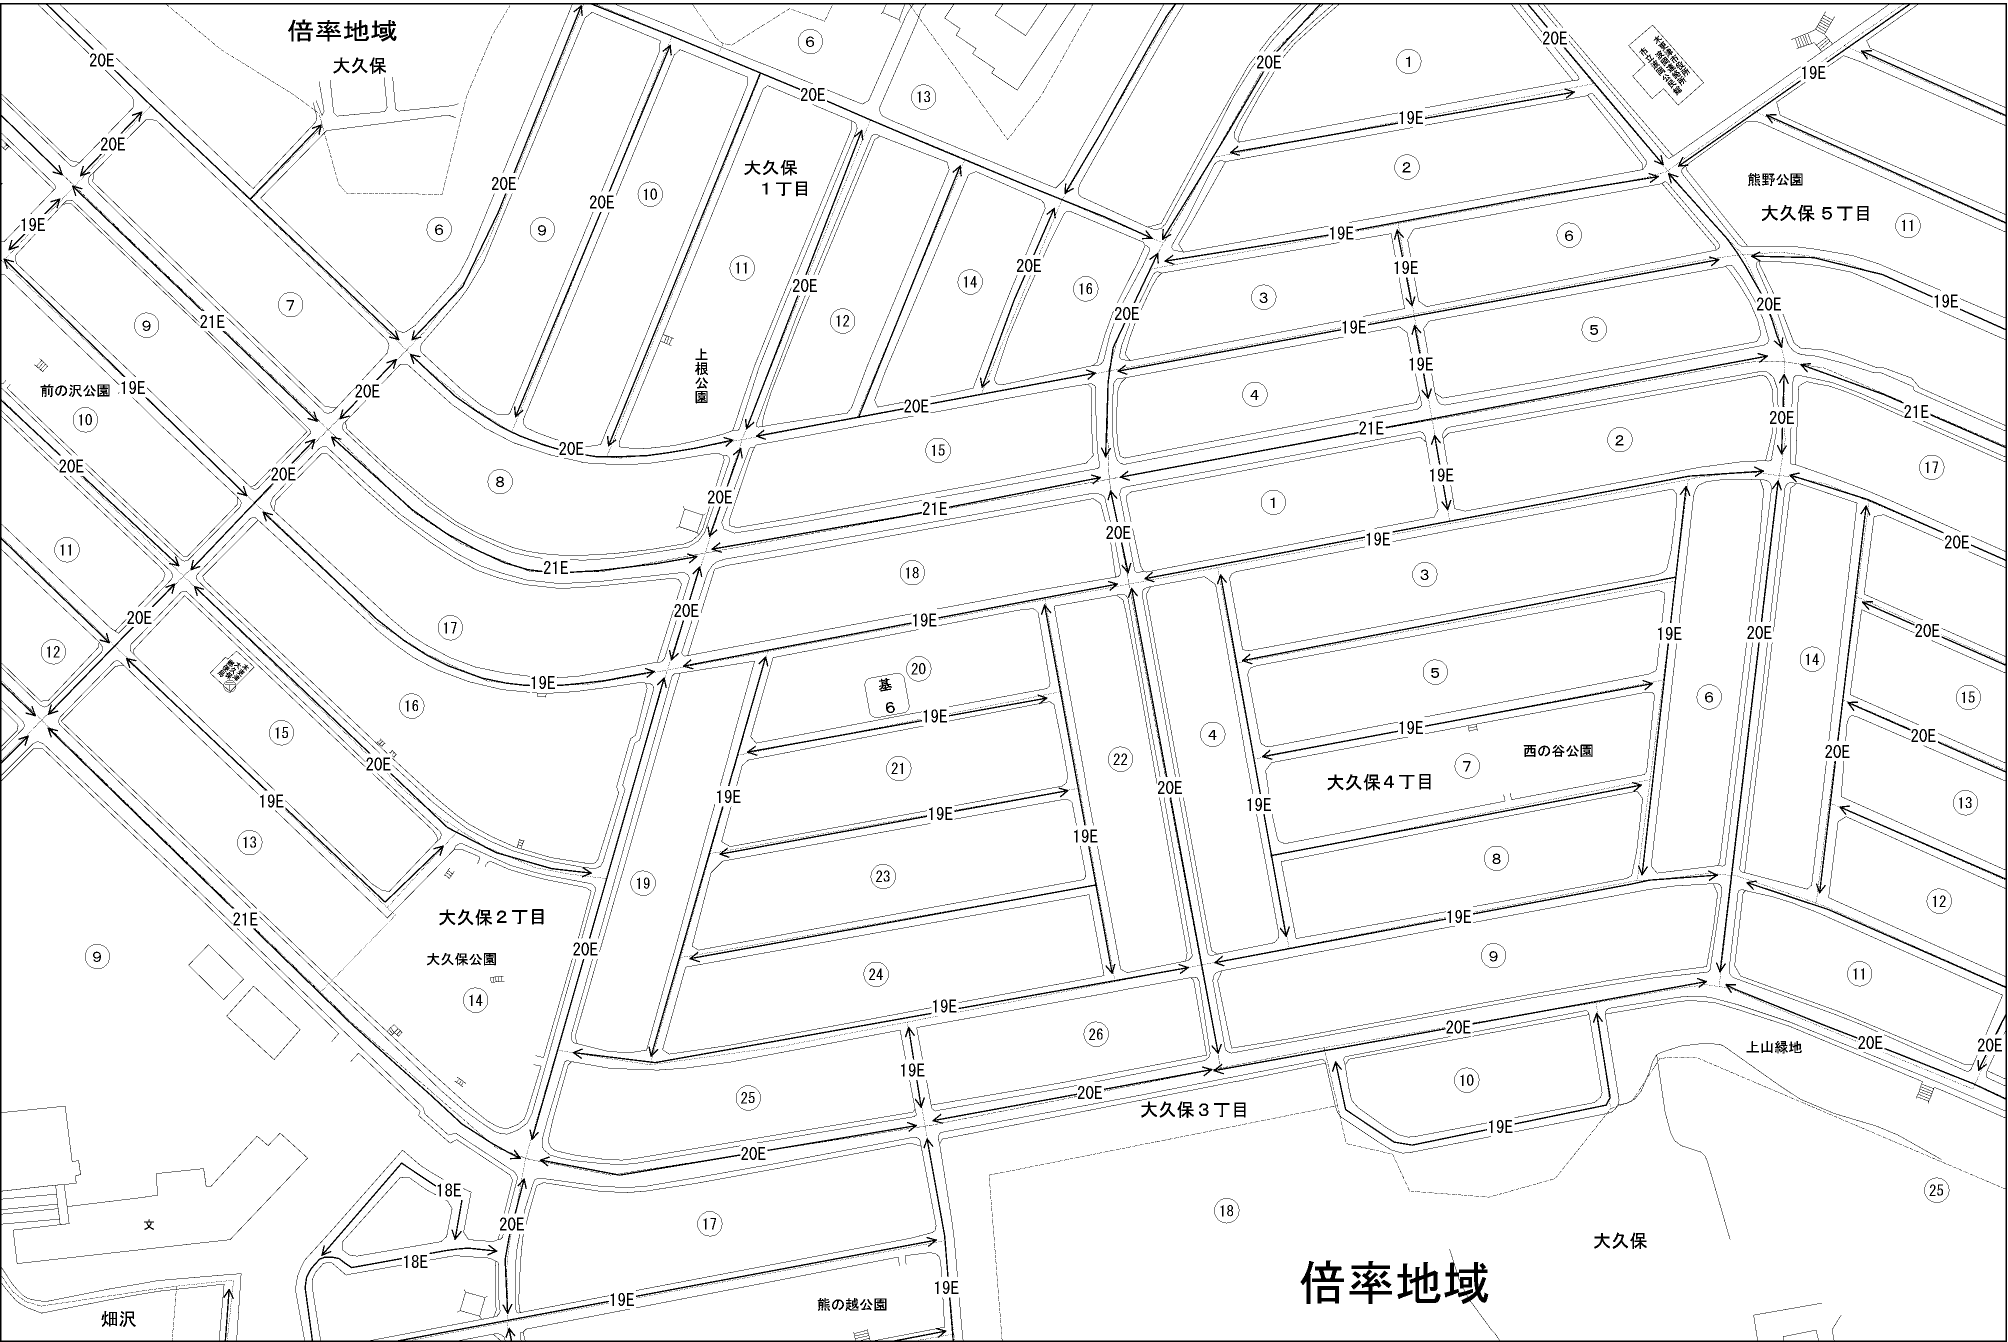 倍率地域
大久保
20E
20E
19E
⑥
⑬
20E
20E
20E
①
20E
19E
19E
②
⑥
⑦
⑨
⑩
20E
20E
20E
大久保
1丁目
⑪
20E
⑫
⑭
20E
⑯
20E
熊野公園
大久保5丁目
⑪
19E
⑥
19E
③
19E
⑤
20E
19E
⑨
21E
前の沢公園
⑩
19E
20E
20E
⑧
上根公園
20E
⑮
20E
19E
④
21E
②
20E
21E
⑰
20E
20E
20E
21E
21E
⑱
20E
①
19E
19E
20E
⑪
⑫
20E
⑰
20E
19E
19E
③
19E
20E
⑭
20E
⑯
⑮
⑳
基
6
19E
⑤
⑥
⑮
④
19E
㉒
20E
19E
大久保4丁目
⑦
西の谷公園
20E
20E
20E
19E
㉑
19E
19E
⑬
⑬
19E
⑧
㉓
⑲
⑫
21E
大久保2丁目
大久保公園
⑭
20E
19E
⑨
⑨
㉔
19E
⑪
㉖
20E
20E
20E
上山緑地
⑩
19E
㉕
19E
20E
大久保3丁目
20E
18E
18E
20E
⑰
⑱
㉕
文
畑沢
19E
熊の越公園
19E
大久保
倍率地域